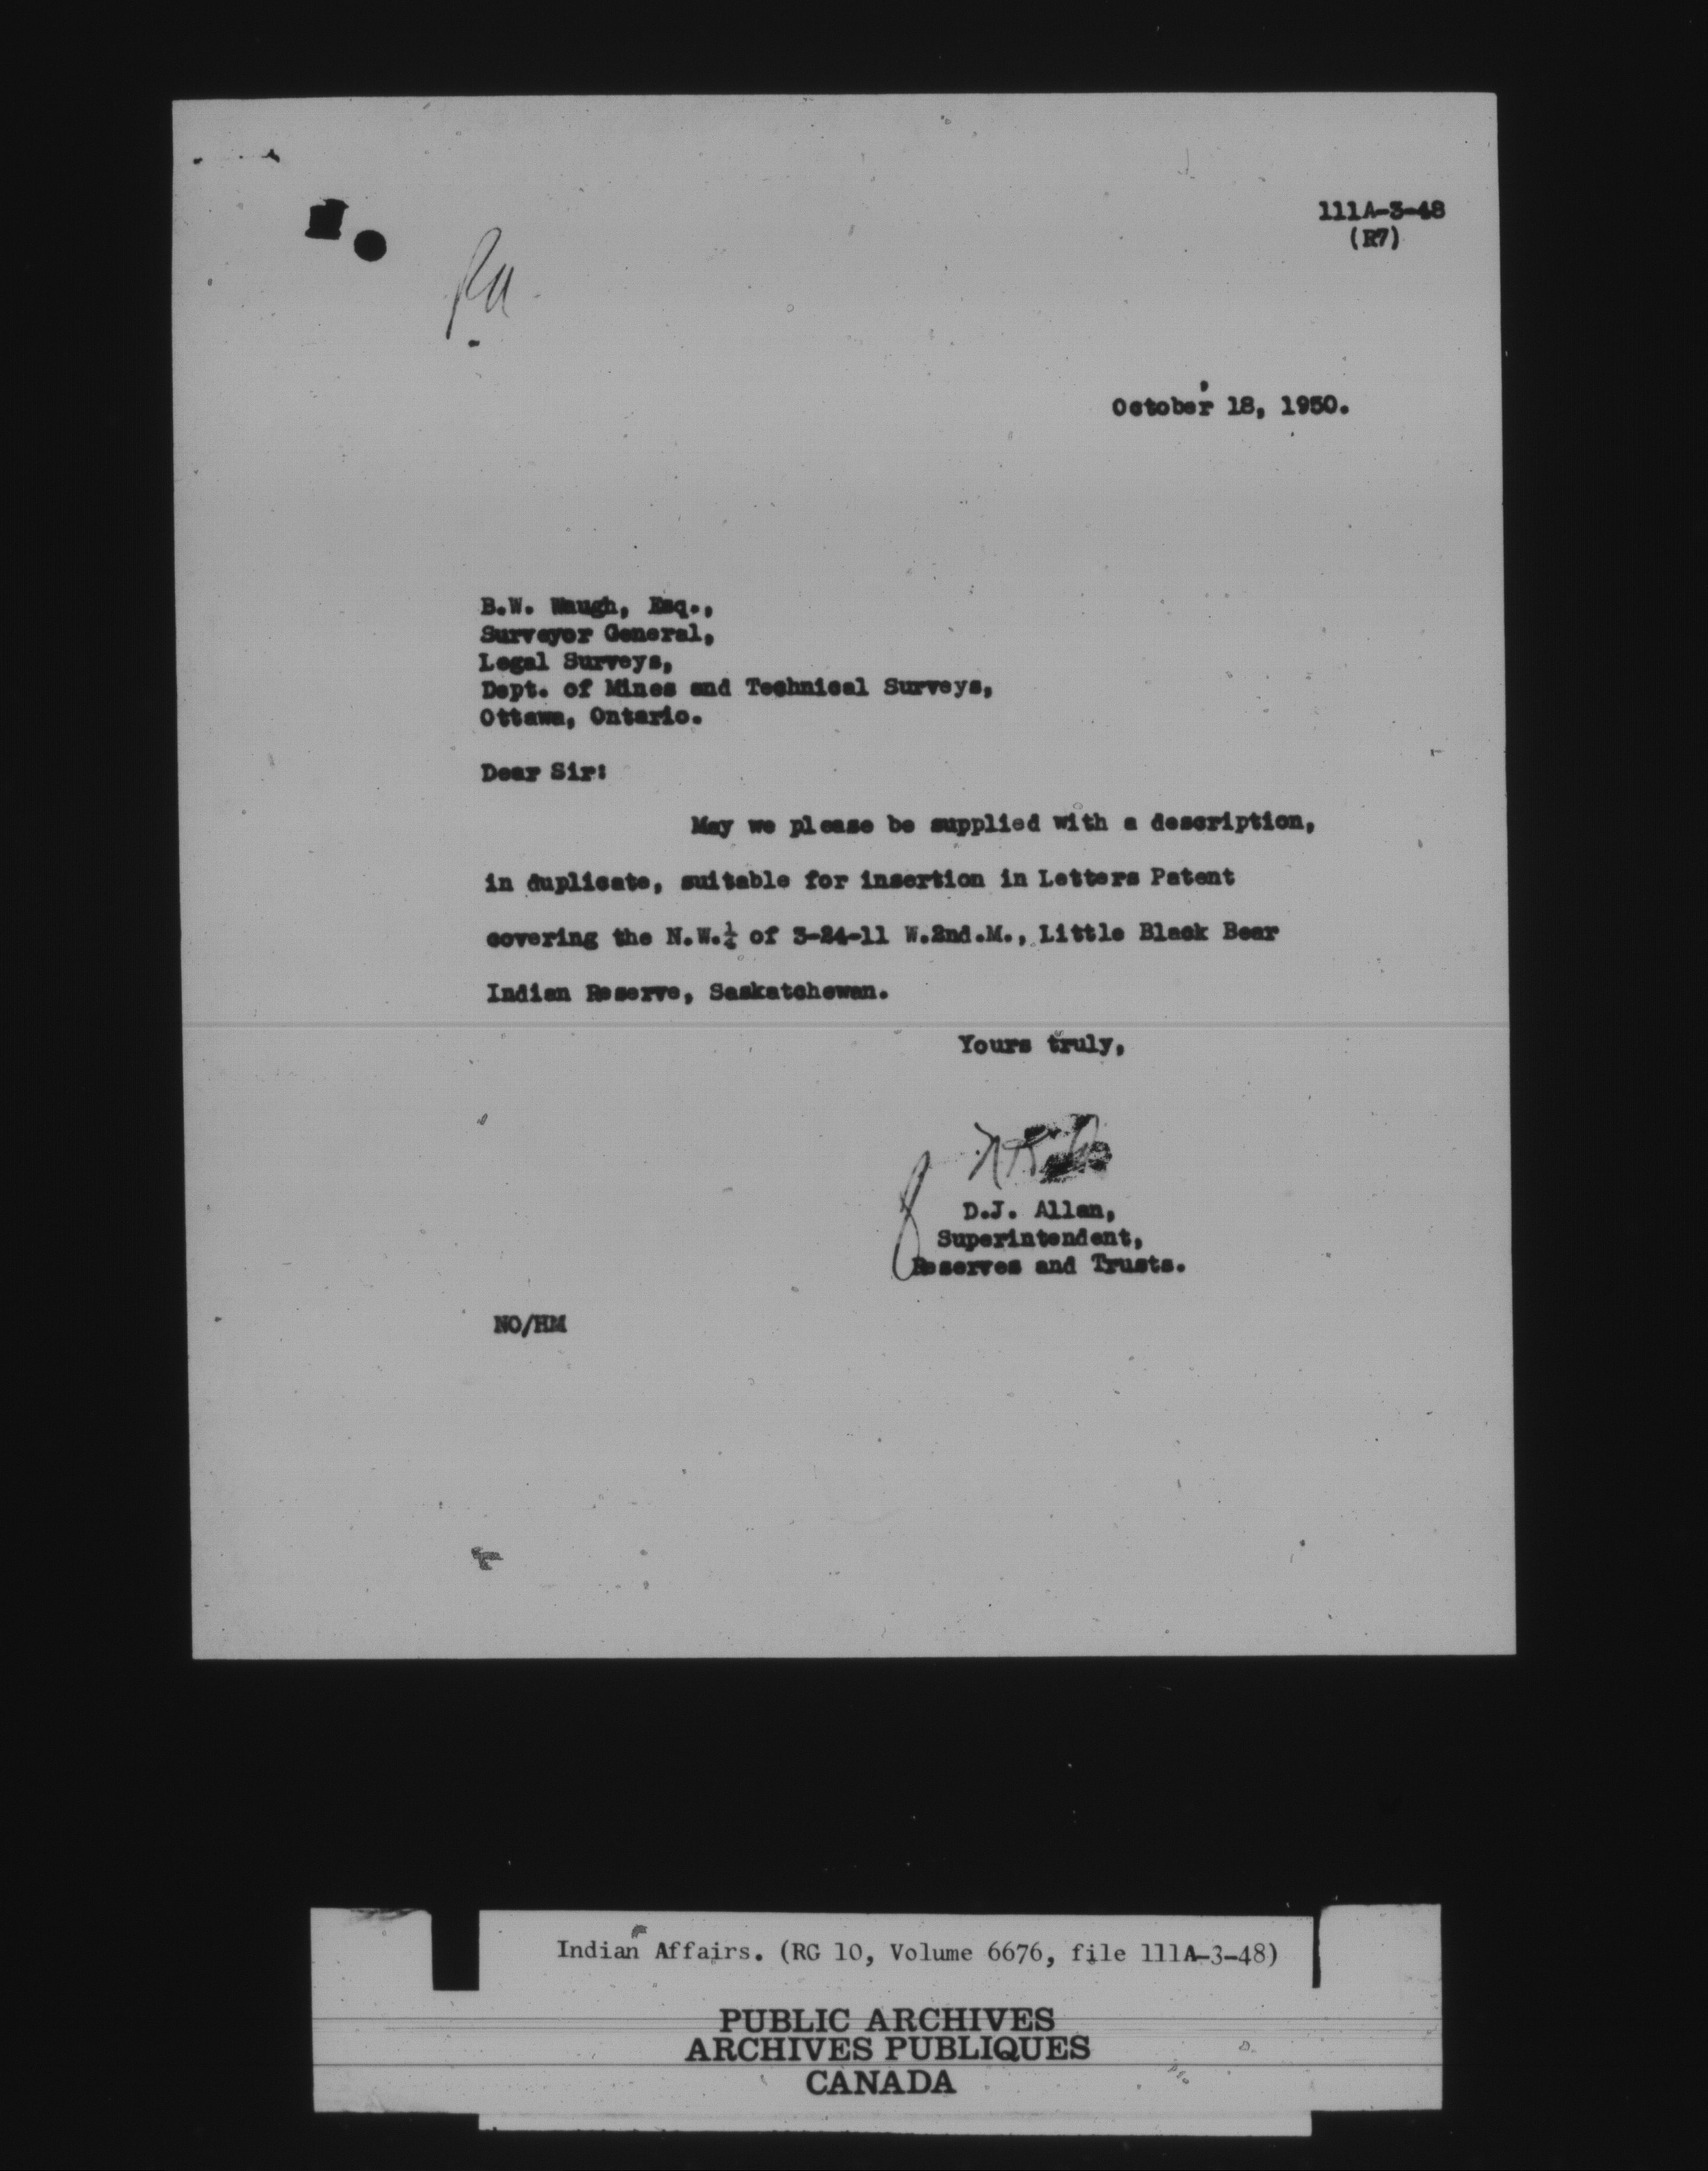 111A-3-48
(R7)
October 18, 1950.
B.W. Waugh, Esq.,
Surveyor General,
Legal Surveys,
Dept. of Mines and Technical Surveys,
Ottawa, Ontario.
Dear Sir:
May we please be supplied with a description,
in duplicate, suitable for insertion in Letters Patent
covering the N.W.¼ of 3-24-11 W.2nd.M., Little Black Bear
Indian Reserve, Saskatchewan.
Yours truly,
D.J. Allan,
Superintendent,
Reserves and Trusts.
NO/HM
Indian Affairs. (RG 10, Volume 6676, file 111A-3-48)
PUBLIC ARCHIVES
ARCHIVES PUBLIQUES
CANADA